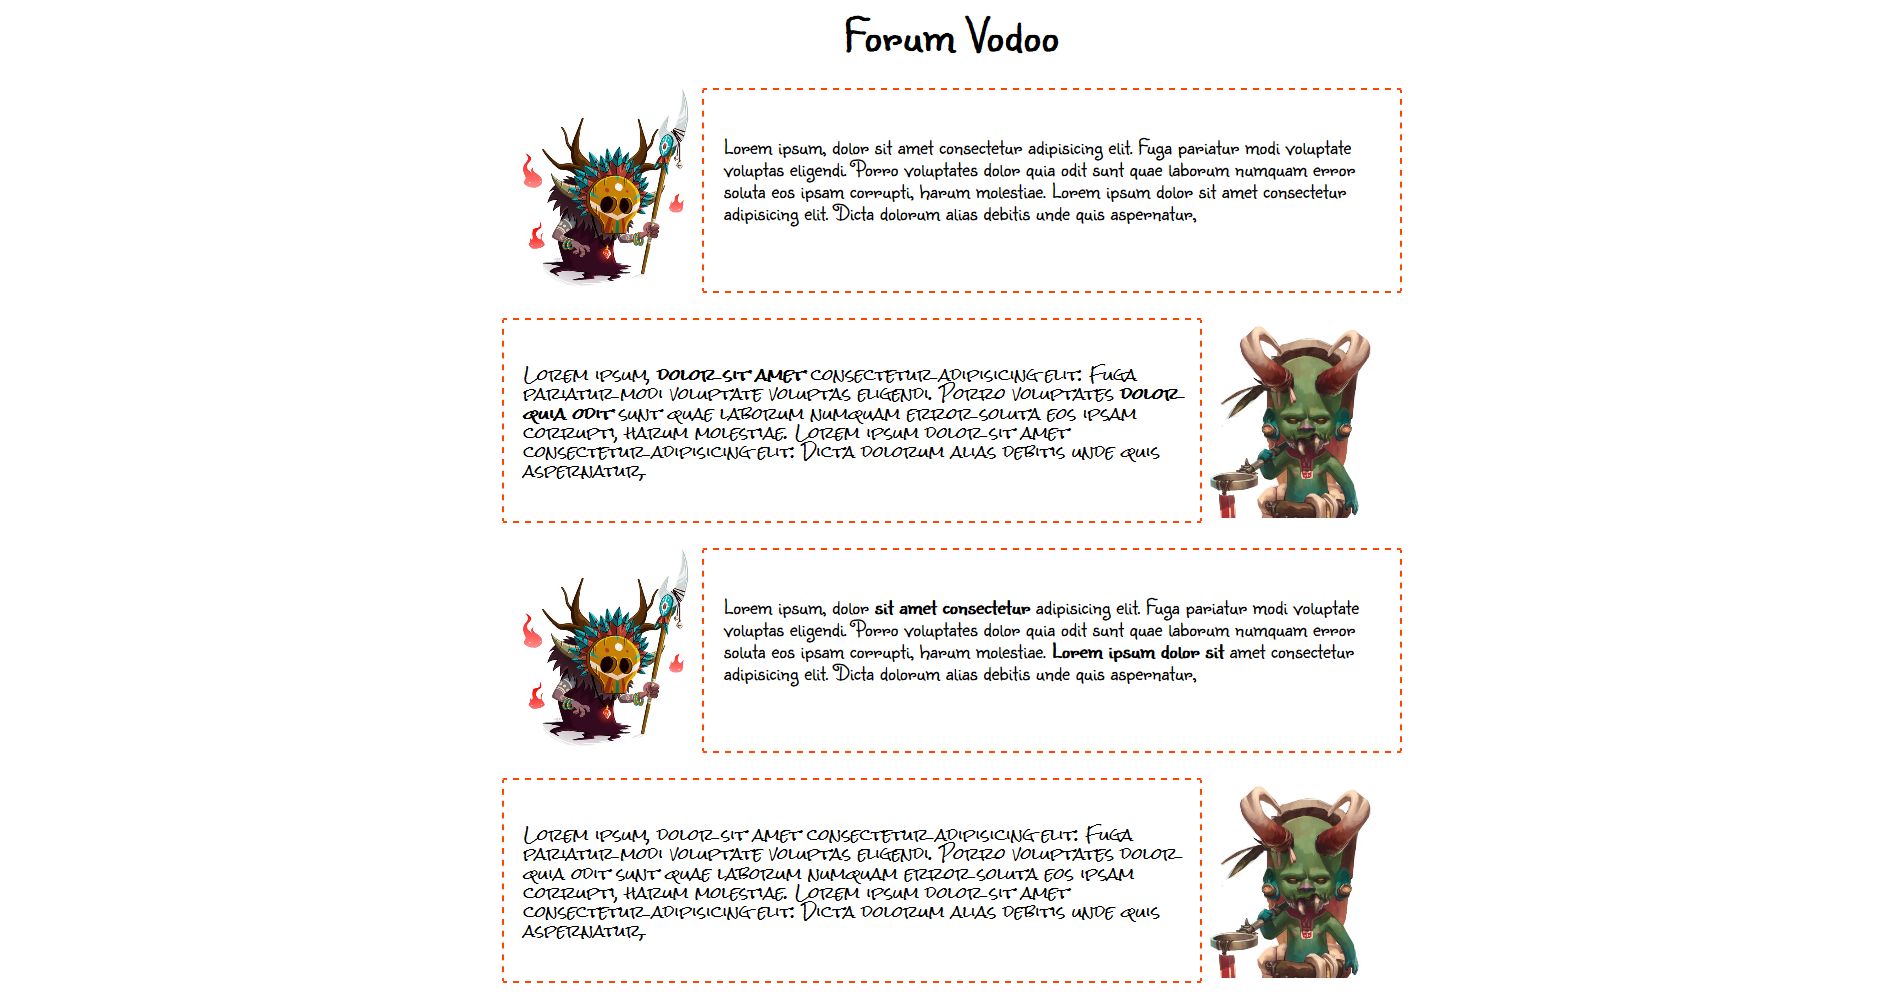 Forum Vodoo
Lorem ipsum, dolor sit amet consectetur adipisicing elit. Fuga pariatur modi voluptate
voluptas eligendi. Porro voluptates dolor quia odit sunt quae laborum numquam error
soluta eos ipsam corrupti, harum molestiae. Lorem ipsum dolor sit amet consectetur
adipisicing elit. Dicta dolorum alias debitis unde quis aspernatur,
Lorem ipsum, dolor sit amet consectetur adipisicing elit. Fuga
pariatur modi voluptate voluptas eligendi. Porro voluptates dolor
quia odit sunt quae laborum numquam error soluta eos ipsam
corrupti, harum molestiae. Lorem ipsum dolor sit amet
consectetur adipisicing elit. Dicta dolorum alias debitis unde quis
aspernatur,
Lorem ipsum, dolor sit amet consectetur adipisicing elit. Fuga pariatur modi voluptate
voluptas eligendi. Porro voluptates dolor quia odit sunt quae laborum numquam error
soluta eos ipsam corrupti, harum molestiae. Lorem ipsum dolor sit amet consectetur
adipisicing elit. Dicta dolorum alias debitis unde quis aspernatur,
Lorem ipsum, dolor sit amet consectetur adipisicing elit. Fuga
pariatur modi voluptate voluptas eligendi. Porro voluptates dolor
quia odit sunt quae laborum numquam error soluta eos ipsam
corrupti, harum molestiae. Lorem ipsum dolor sit amet
consectetur adipisicing elit. Dicta dolorum alias debitis unde quis
aspernatur,